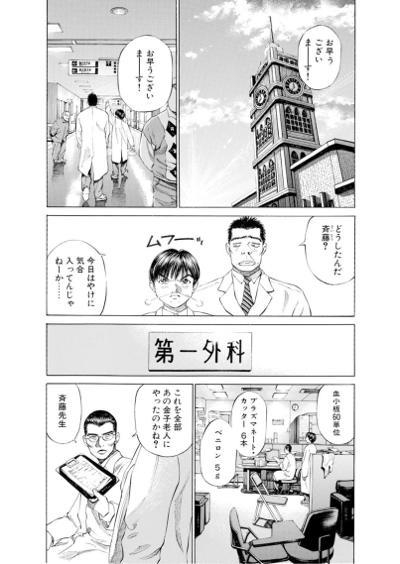 お早う
ござい
まーす!
お早う
ござい
まーす!
どうしたんだ
斉藤?
ムフーッ
今日はやけに
気合
入ってんじゃ
ねーか……
第一外科
血小板60単位
プラズマネートカッター 6本
ベニロン 5g
これを全部
あの金子老人に
やったのかね?
斉藤先生